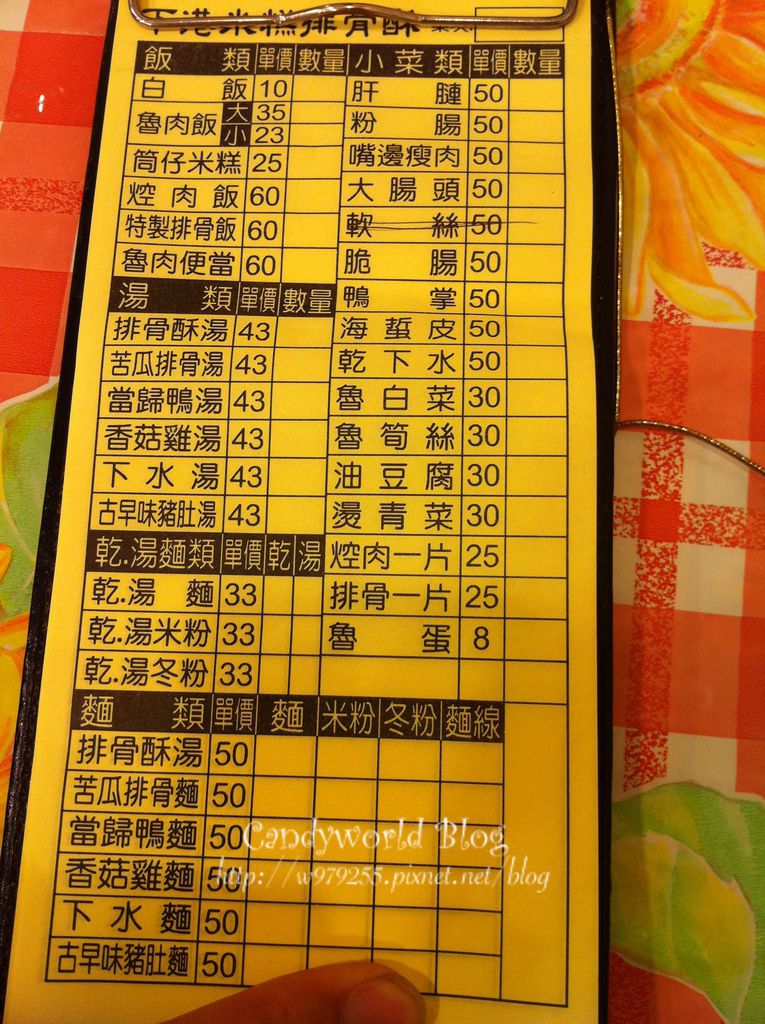 下港米糕排骨酥
飯類 單價 數量
白飯 10
魯肉飯 大 35
小 23
筒仔米糕 25
焢肉飯 60
特製排骨飯 60
魯肉便當 60
湯類 單價 數量
排骨酥湯 43
苦瓜排骨湯 43
當歸鴨湯 43
香菇雞湯 43
下水湯 43
古早味豬肚湯 43
乾.湯麵類 單價 乾 湯
乾.湯麵 33
乾.湯米粉 33
乾.湯冬粉 33
小菜類 單價 數量
肝腱 50
粉腸 50
嘴邊瘦肉 50
大腸頭 50
軟絲 50
脆腸 50
鴨掌 50
海蜇皮 50
乾下水 50
魯白菜 30
魯筍絲 30
油豆腐 30
燙青菜 30
焢肉一片 25
排骨一片 25
魯蛋 8
麵類 單價 麵 米粉 冬粉 麵線
排骨酥湯 50
苦瓜排骨麵 50
當歸鴨麵 50
香菇雞麵 50
下水麵 50
古早味豬肚麵 50
Candyworld Blog
http://w979255.pixnet.net/blog